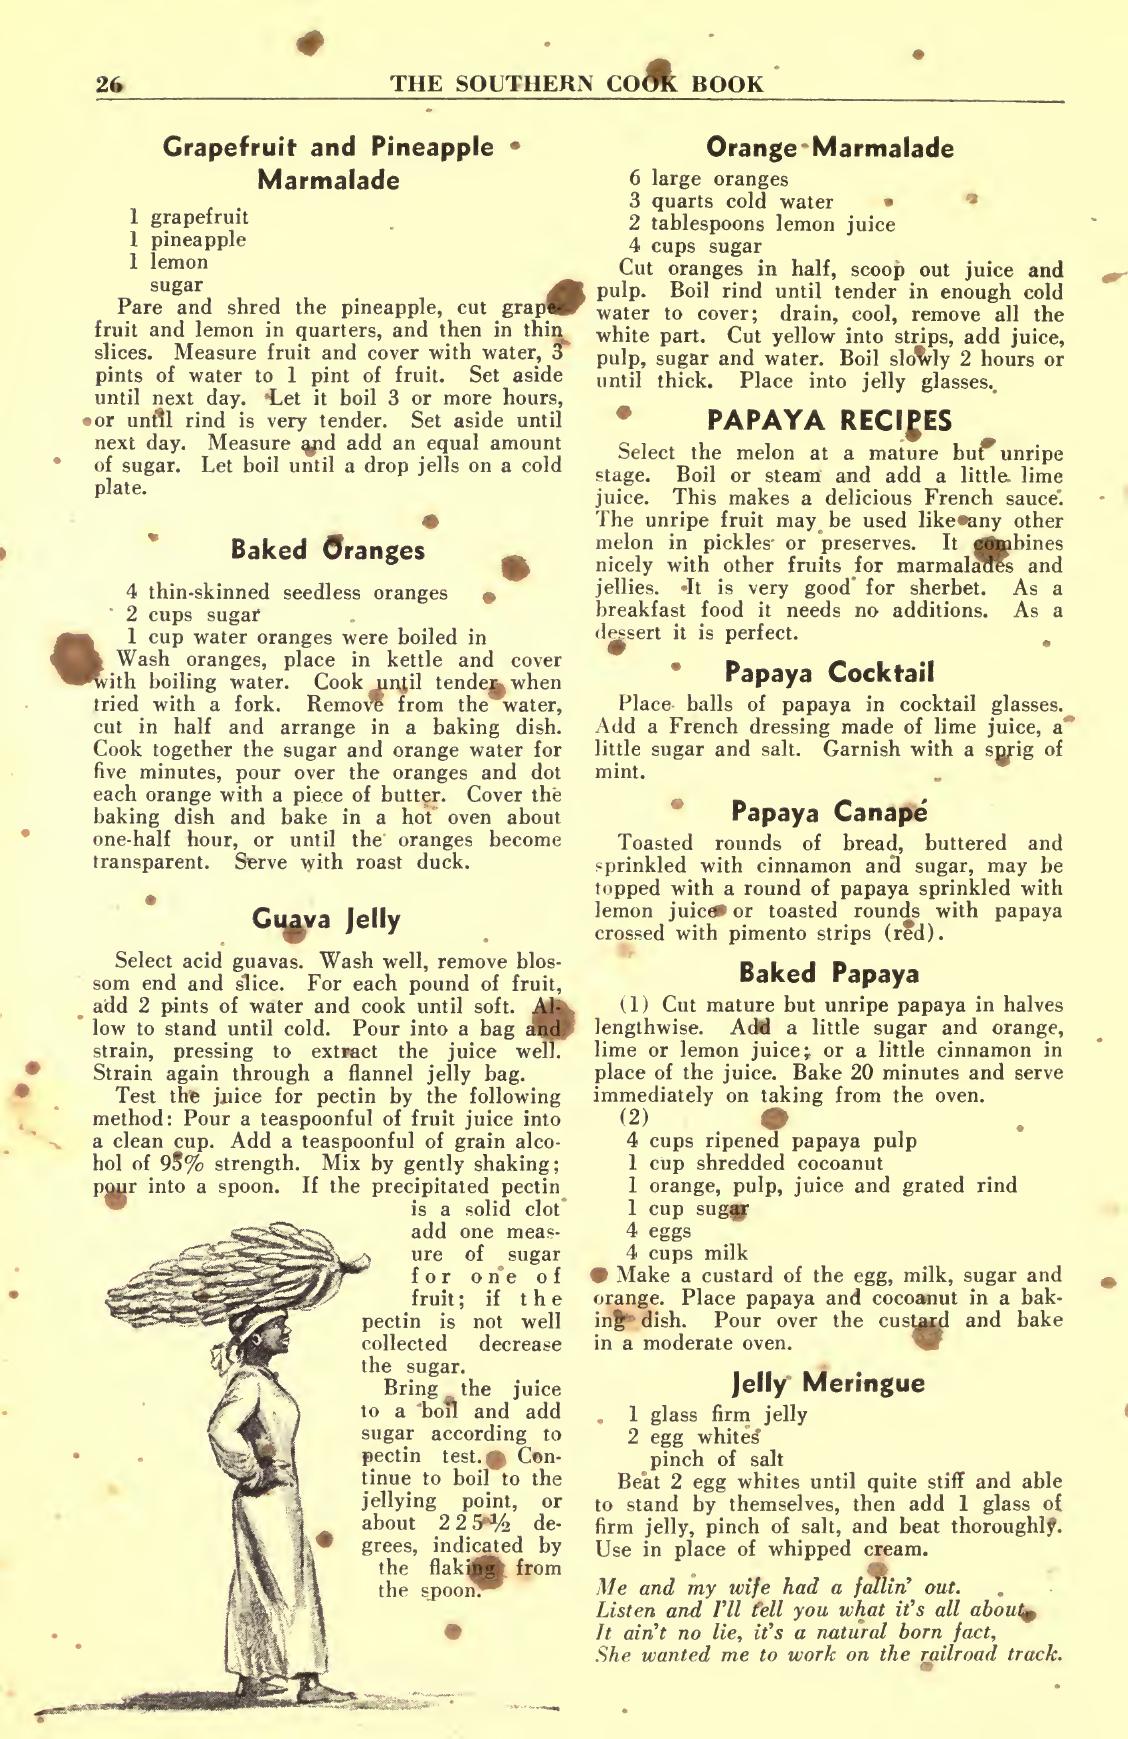 26 THE SOUTHERN COOK BOOK
Grapefruit and Pineapple
Marmalade
1 grapefruit
1 pineapple
1 lemon
sugar
Pare and shred the pineapple, cut grape-
fruit and lemon in quarters, and then in thin
slices. Measure fruit and cover with water, 3
pints of water to 1 pint of fruit. Set aside
until next day. Let it boil 3 or more hours,
or until rind is very tender. Set aside until
next day. Measure and add an equal amount
of sugar. Let boil until a drop jells on a cold
plate.
Baked Oranges
4 thin-skinned seedless oranges
2 cups sugar
1 cup water oranges were boiled in
Wash oranges, place in kettle and cover
with boiling water. Cook until tender when
tried with a fork. Remove from the water,
cut in half and arrange in a baking dish.
Cook together the sugar and orange water for
five minutes, pour over the oranges and dot
each orange with a piece of butter. Cover the
baking dish and bake in a hot oven about
one-half hour, or until the oranges become
transparent. Serve with roast duck.
Guava Jelly
Select acid guavas. Wash well, remove blos-
som end and slice. For each pound of fruit,
add 2 pints of water and cook until soft. Al-
low to stand until cold. Pour into a bag and
strain, pressing to extract the juice well.
Strain again through a flannel jelly bag.
Test the juice for pectin by the following
method: Pour a teaspoonful of fruit juice into
a clean cup. Add a teaspoonful of grain alco-
hol of 95% strength. Mix by gently shaking;
pour into a spoon. If the precipitated pectin
is a solid clot
add one meas-
ure of sugar
for one of
fruit; if the
pectin is not well
collected decrease
the sugar.
Bring the juice
to a boil and add
sugar according to
pectin test. Con-
tinue to boil to the
jellying point, or
about 225½ de-
grees, indicated by
the flaking from
the spoon.
Orange Marmalade
6 large oranges
3 quarts cold water
2 tablespoons lemon juice
4 cups sugar
Cut oranges in half, scoop out juice and
pulp. Boil rind until tender in enough cold
water to cover; drain, cool, remove all the
white part. Cut yellow into strips, add juice,
pulp, sugar and water. Boil slowly 2 hours or
until thick. Place into jelly glasses.
PAPAYA RECIPES
Select the melon at a mature but unripe
stage. Boil or steam and add a little lime
juice. This makes a delicious French sauce.
The unripe fruit may be used like any other
melon in pickles or preserves. It combines
nicely with other fruits for marmalades and
jellies. It is very good for sherbet. As a
breakfast food it needs no additions. As a
dessert it is perfect.
Papaya Cocktail
Place balls of papaya in cocktail glasses.
Add a French dressing made of lime juice, a
little sugar and salt. Garnish with a sprig of
mint.
Papaya Canapé
Toasted rounds of bread, buttered and
sprinkled with cinnamon and sugar, may be
topped with a round of papaya sprinkled with
lemon juice or toasted rounds with papaya
crossed with pimento strips (red).
Baked Papaya
(1) Cut mature but unripe papaya in halves
lengthwise. Add a little sugar and orange,
lime or lemon juice; or a little cinnamon in
place of the juice. Bake 20 minutes and serve
immediately on taking from the oven.
(2)
4 cups ripened papaya pulp
1 cup shredded cocoanut
1 orange, pulp, juice and grated rind
1 cup sugar
4 eggs
4 cups milk
Make a custard of the egg, milk, sugar and
orange. Place papaya and cocoanut in a bak-
ing dish. Pour over the custard and bake
in a moderate oven.
Jelly Meringue
1 glass firm jelly
2 egg whites
pinch of salt
Beat 2 egg whites until quite stiff and able
to stand by themselves, then add 1 glass of
firm jelly, pinch of salt, and beat thoroughly.
Use in place of whipped cream.
Me and my wife had a fallin' out.
Listen and I'll tell you what it's all about,
It ain't no lie, it's a natural born fact,
She wanted me to work on the railroad track.